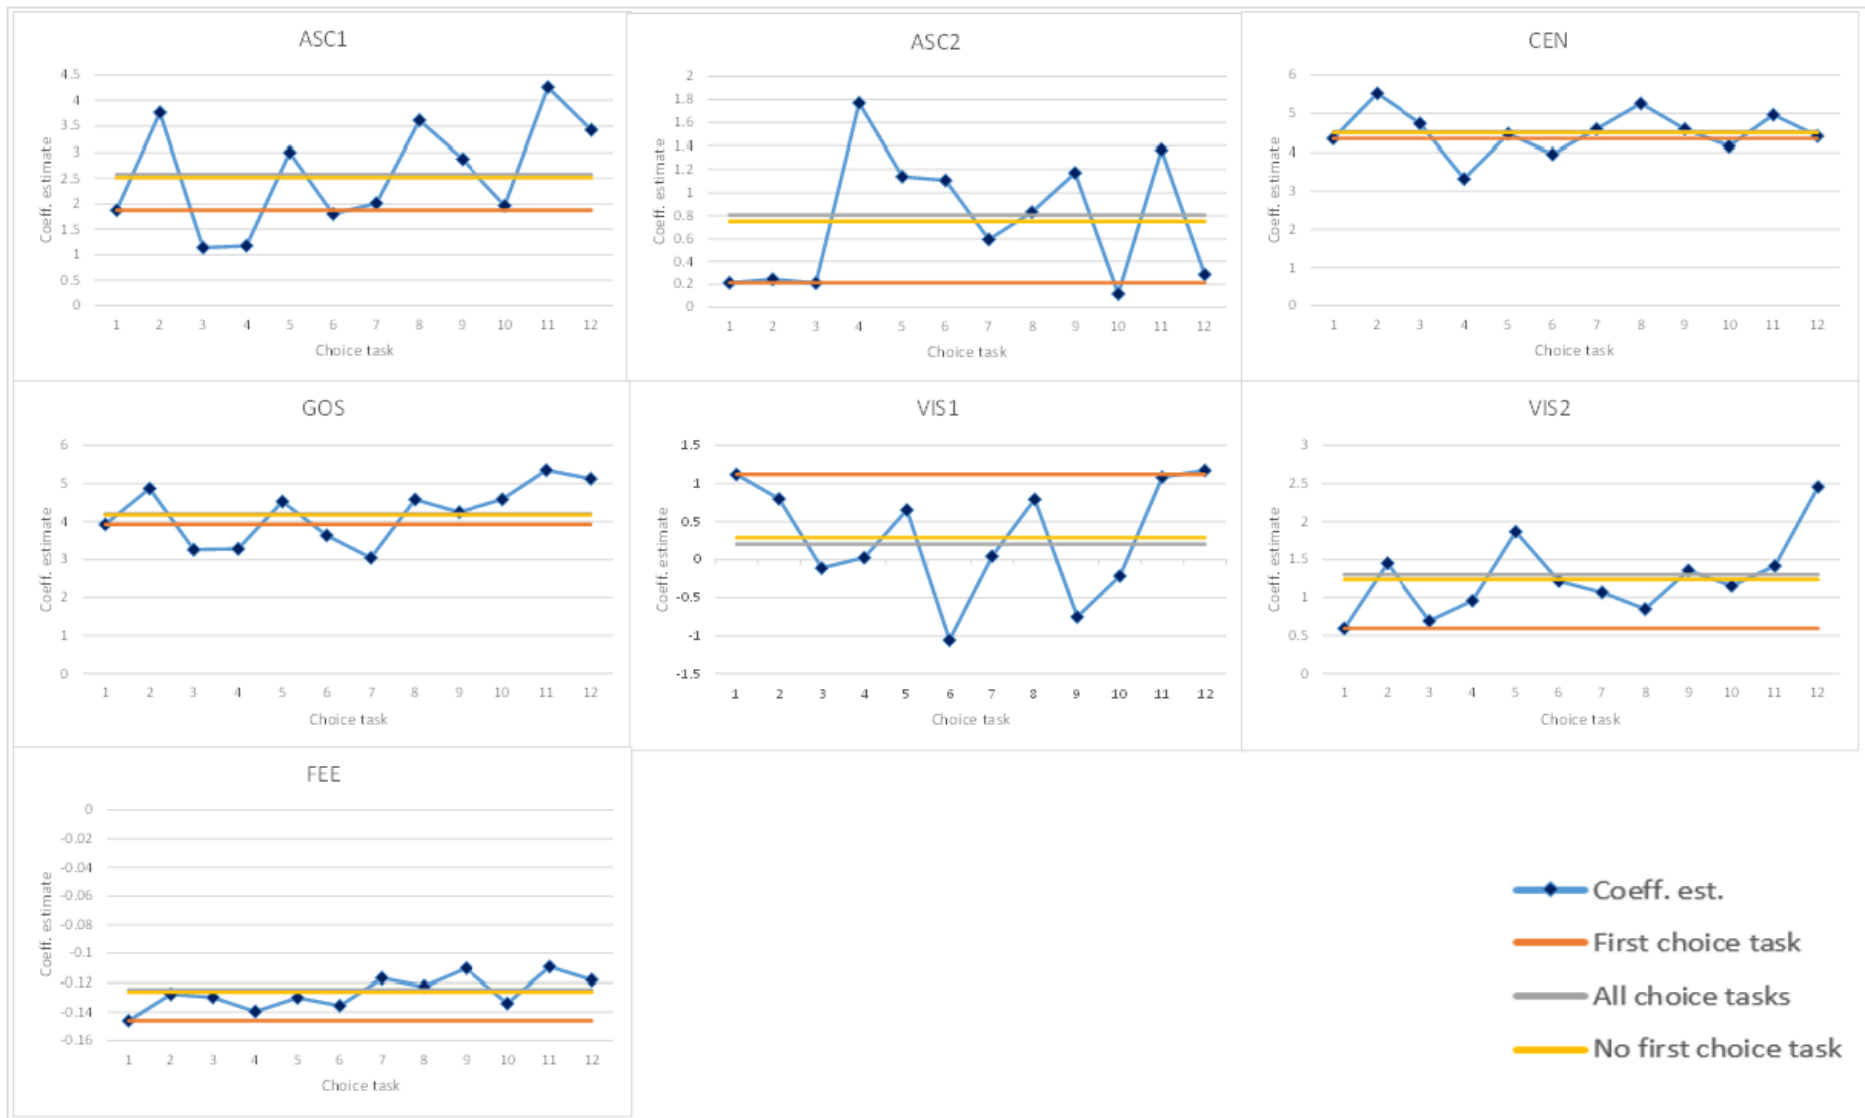 ASC1
4.5
4
3.5
3
2.5
2
1.5
1
0.5
0
Coeff. estimate
1 2 3 4 5 6 7 8 9 10 11 12
Choice task
ASC2
2
1.8
1.6
1.4
1.2
1
0.8
0.6
0.4
0.2
0
Coeff. estimate
1 2 3 4 5 6 7 8 9 10 11 12
Choice task
CEN
6
5
4
3
2
1
0
Coeff. estimate
1 2 3 4 5 6 7 8 9 10 11 12
Choice task
GOS
6
5
4
3
2
1
0
Coeff. estimate
1 2 3 4 5 6 7 8 9 10 11 12
Choice task
VIS1
1.5
1
0.5
0
-0.5
-1
-1.5
Coeff. estimate
1 2 3 4 5 6 7 8 9 10 11 12
Choice task
VIS2
3
2.5
2
1.5
1
0.5
0
Coeff. estimate
1 2 3 4 5 6 7 8 9 10 11 12
Choice task
FEE
0
-0.02
-0.04
-0.06
-0.08
-0.1
-0.12
-0.14
-0.16
Coeff. estimate
1 2 3 4 5 6 7 8 9 10 11 12
Choice task
Coeff. est.
First choice task
All choice tasks
No first choice task